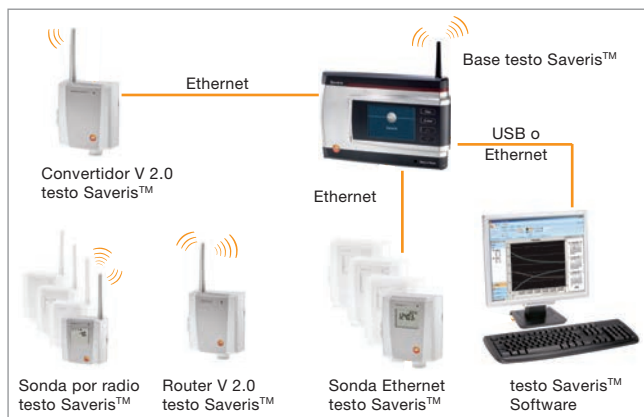 Base testo Saveris™
Ethernet
USB o
Ethernet
Convertidor V 2.0
testo Saveris™
Ethernet
Sonda por radio
testo Saveris™
Router V 2.0
testo Saveris™
Sonda Ethernet
testo Saveris™
testo Saveris™
Software